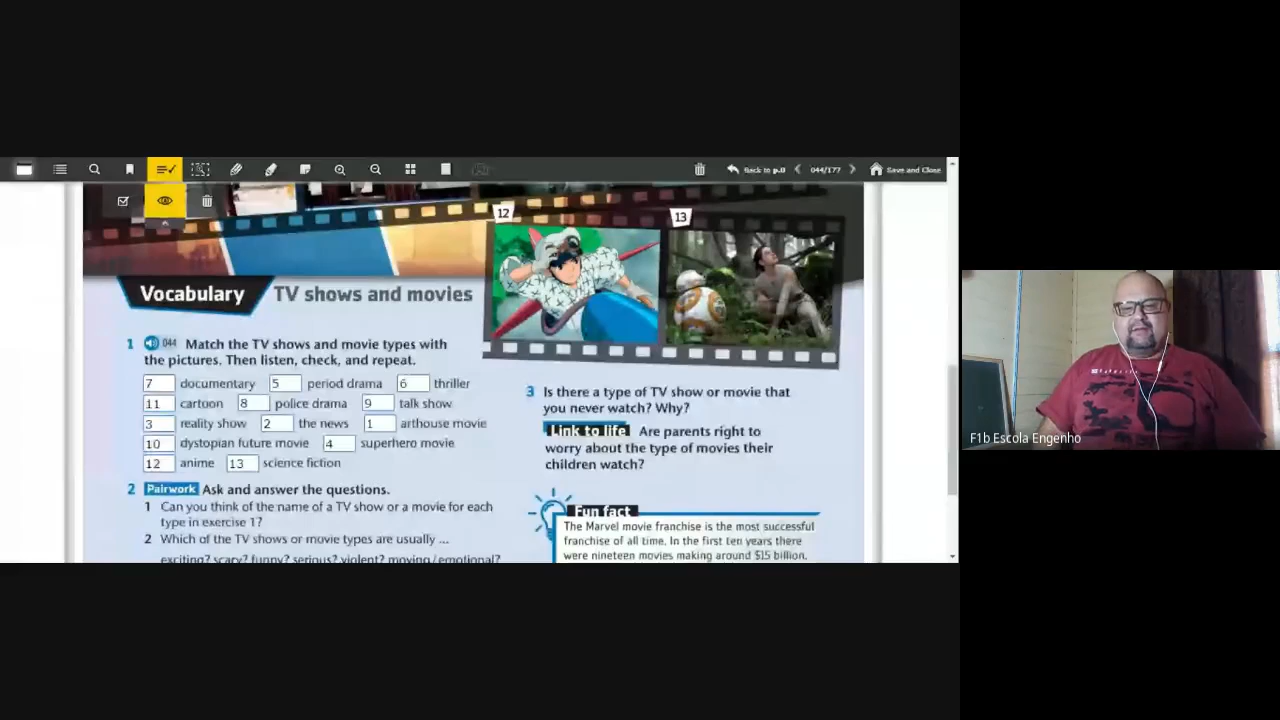 Back to p.0
044/177
Save and Close
12
13
Vocabulary TV shows and movies
1 044 Match the TV shows and movie types with
the pictures. Then listen, check, and repeat.
7 documentary 5 period drama 6 thriller
11 cartoon 8 police drama 9 talk show
3 reality show 2 the news 1 arthouse movie
10 dystopian future movie 4 superhero movie
12 anime 13 science fiction
2 Pairwork Ask and answer the questions.
1 Can you think of the name of a TV show or a movie for each
type in exercise 1?
2 Which of the TV shows or movie types are usually ...
exciting? scary? funny? serious? violent? moving/emotional?
3 Is there a type of TV show or movie that
you never watch? Why?
Link to life Are parents right to
worry about the type of movies their
children watch?
Fun fact
The Marvel movie franchise is the most successful
franchise of all time. In the first ten years there
were nineteen movies making around $15 billion.
F1b Escola Engenho